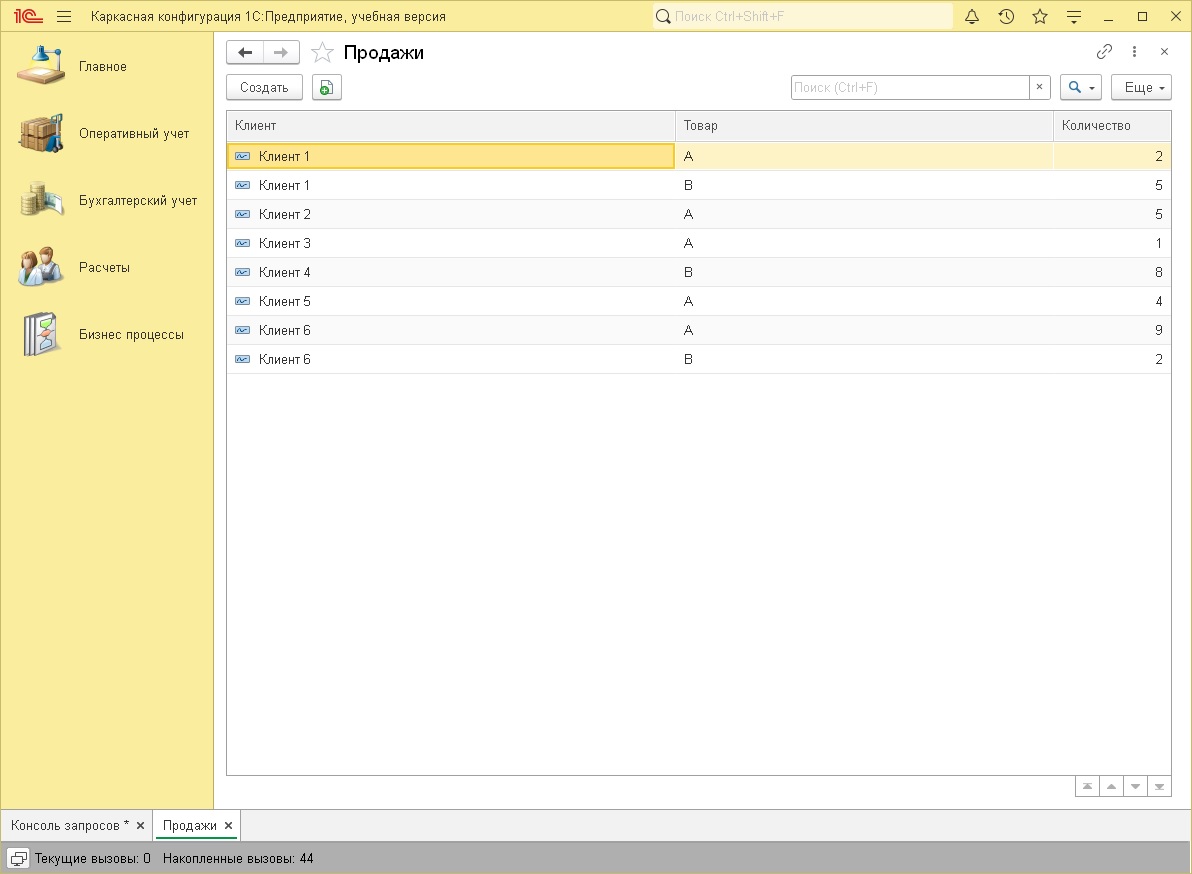 1С Каркасная конфигурация 1С:Предприятие, учебная версия Поиск Ctrl+Shift+F
Главное
Оперативный учет
Бухгалтерский учет
Расчеты
Бизнес процессы
Продажи
Создать Поиск (Ctrl+F) × Еще
Клиент Товар Количество
Клиент 1 A 2
Клиент 1 B 5
Клиент 2 A 5
Клиент 3 A 1
Клиент 4 B 8
Клиент 5 A 4
Клиент 6 A 9
Клиент 6 B 2
Консоль запросов * × Продажи ×
Текущие вызовы: 0 Накопленные вызовы: 44